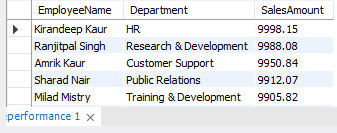 EmployeeName Department SalesAmount
Kirandeep Kaur HR 9998.15
Ranjitpal Singh Research & Development 9988.08
Amrik Kaur Customer Support 9950.84
Sharad Nair Public Relations 9912.07
Milad Mistry Training & Development 9905.82
performance 1 ×